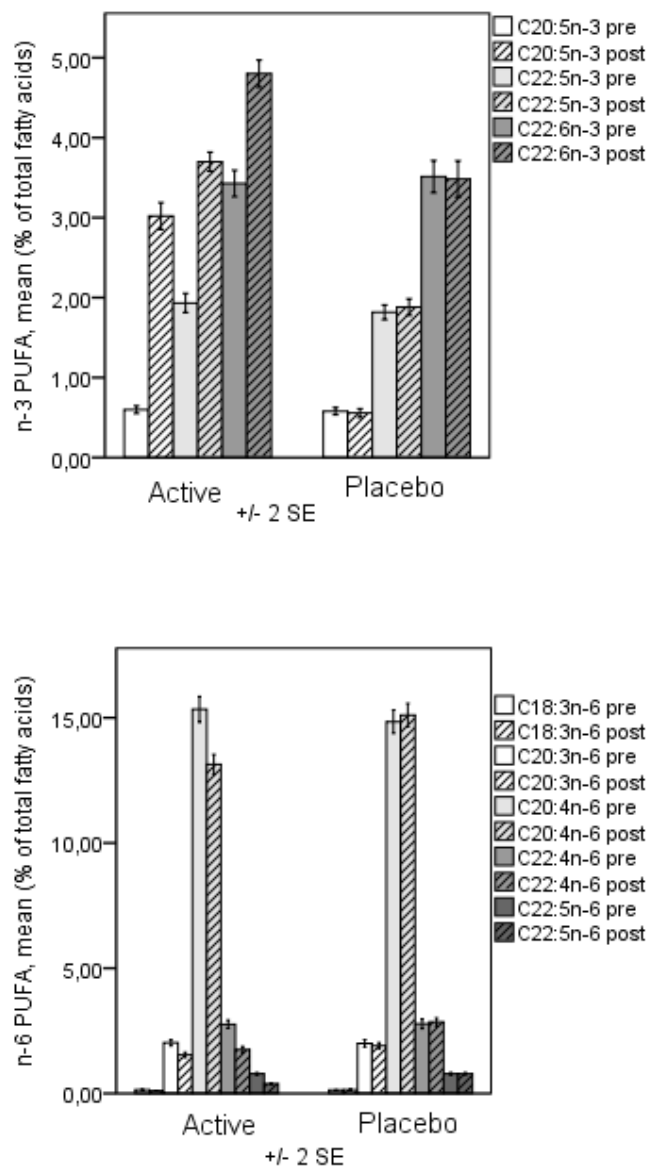 n-3 PUFA, mean (% of total fatty acids)
5,00
4,00
3,00
2,00
1,00
0,00
Active
Placebo
+/- 2 SE
C20:5n-3 pre
C20:5n-3 post
C22:5n-3 pre
C22:5n-3 post
C22:6n-3 pre
C22:6n-3 post
n-6 PUFA, mean (% of total fatty acids)
15,00
10,00
5,00
0,00
Active
Placebo
+/- 2 SE
C18:3n-6 pre
C18:3n-6 post
C20:3n-6 pre
C20:3n-6 post
C20:4n-6 pre
C20:4n-6 post
C22:4n-6 pre
C22:4n-6 post
C22:5n-6 pre
C22:5n-6 post